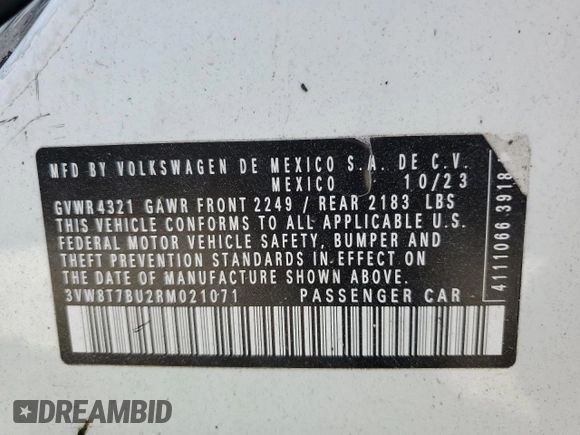 MFD BY VOLKSWAGEN DE MEXICO S.A. DE C.V.
MEXICO 10/23
GVWR 4321 GAWR FRONT 2249 / REAR 2183 LBS
THIS VEHICLE CONFORMS TO ALL APPLICABLE U.S.
FEDERAL MOTOR VEHICLE SAFETY, BUMPER AND
THEFT PREVENTION STANDARDS IN EFFECT ON
THE DATE OF MANUFACTURE SHOWN ABOVE.
3VW8T7BU2RM021071 PASSENGER CAR
4111066 3918
DREAMBID